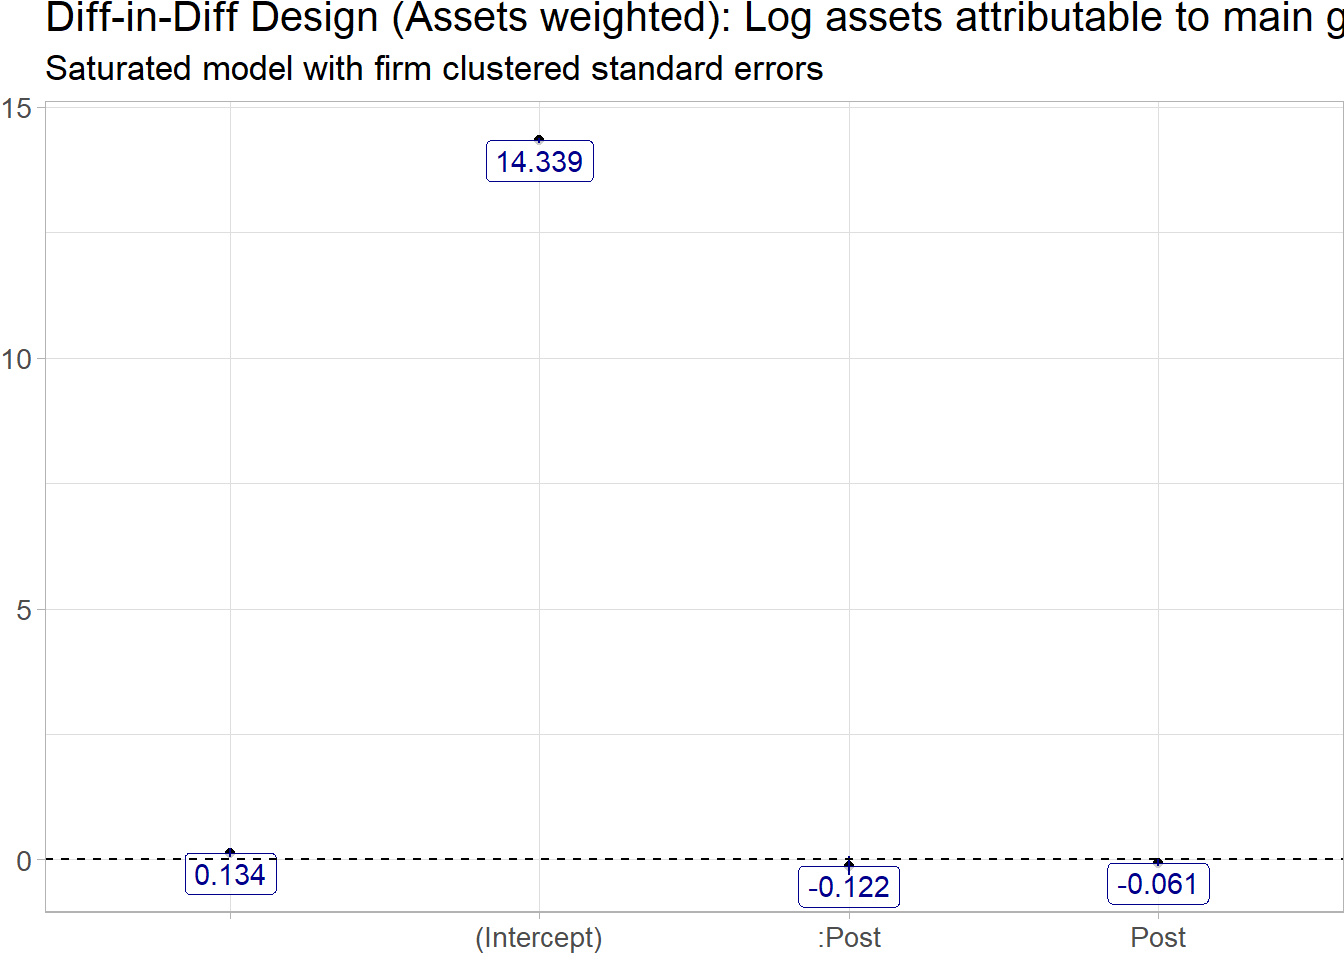 Diff-in-Diff Design (Assets weighted): Log assets attributable to main g
Saturated model with firm clustered standard errors
15
14.339
10
5
0
0.134
-0.122
-0.061
(Intercept)
:Post
Post